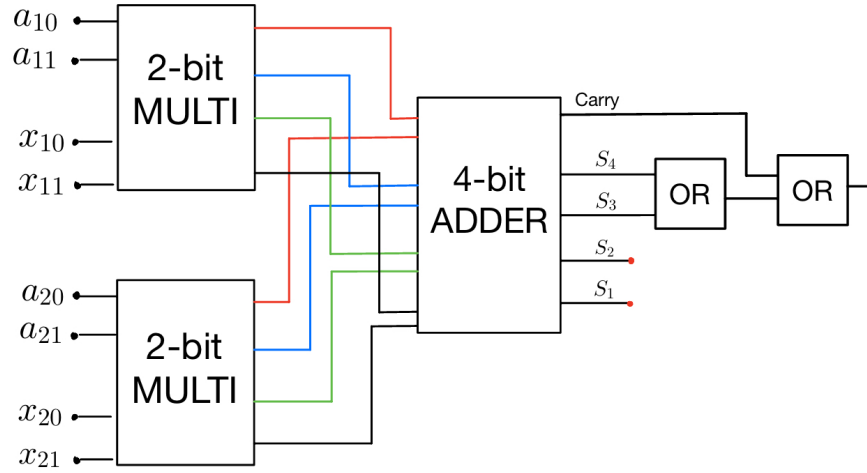 a₁₀
a₁₁
x₁₀
x₁₁
2-bit
MULTI
a₂₀
a₂₁
x₂₀
x₂₁
2-bit
MULTI
4-bit
ADDER
Carry
S₄
S₃
S₂
S₁
OR
OR